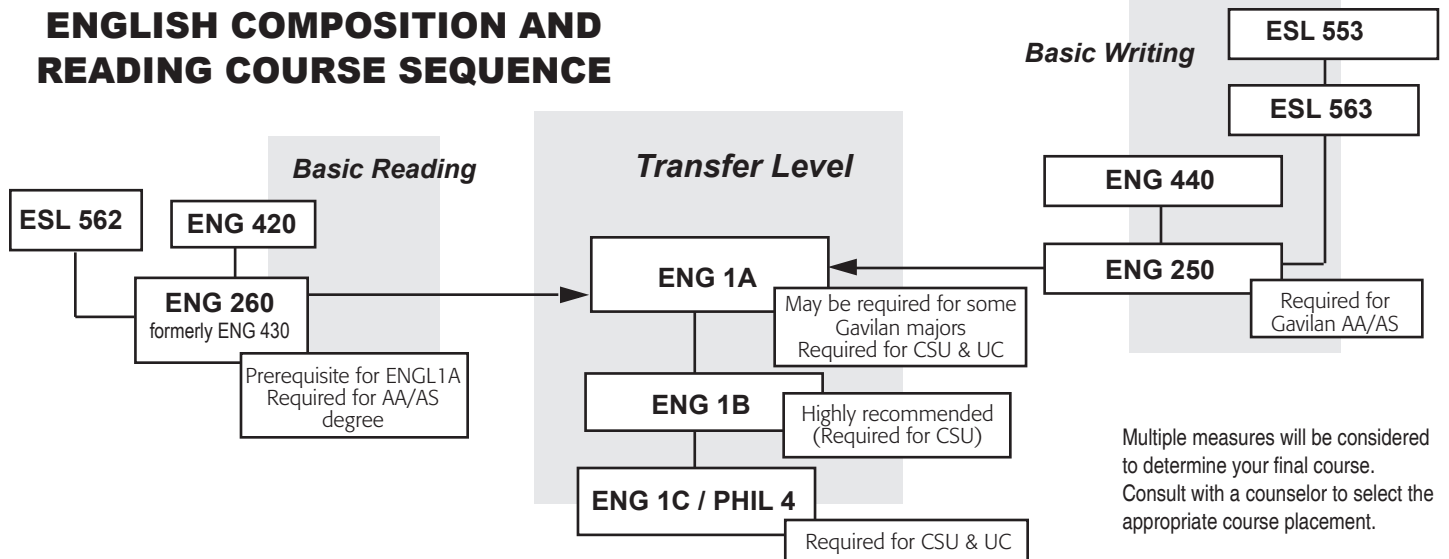 ENGLISH COMPOSITION AND
READING COURSE SEQUENCE
Basic Reading
ESL 562
ENG 420
ENG 260
formerly ENG 430
Prerequisite for ENGL1A
Required for AA/AS
degree
Transfer Level
ENG 1A
May be required for some
Gavilan majors
Required for CSU & UC
ENG 1B
Highly recommended
(Required for CSU)
ENG 1C / PHIL 4
Required for CSU & UC
Basic Writing
ESL 553
ESL 563
ENG 440
ENG 250
Required for
Gavilan AA/AS
Multiple measures will be considered
to determine your final course.
Consult with a counselor to select the
appropriate course placement.